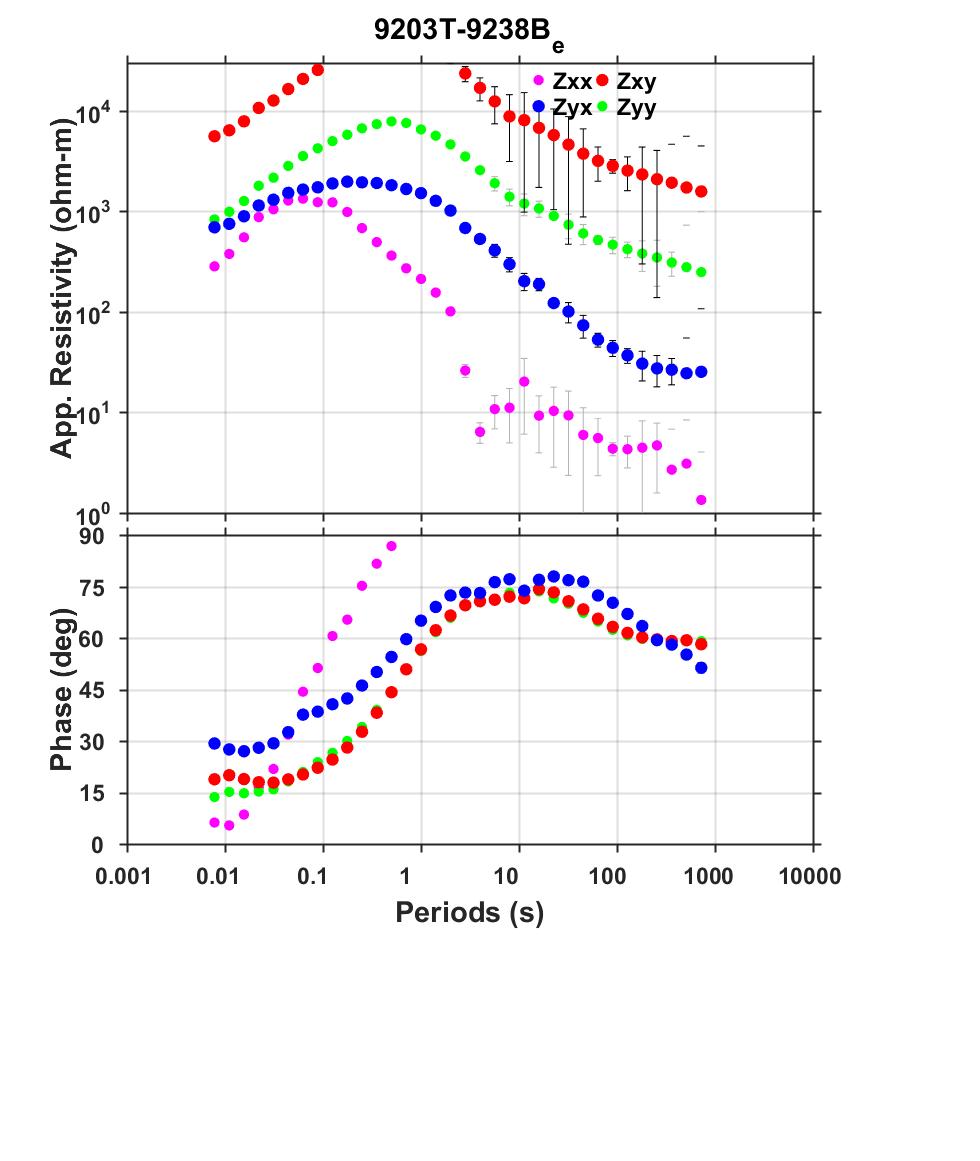 9203T-9238Be
Zxx Zxy
Zyx Zyy
App. Resistivity (ohm-m)
10^4
10^3
10^2
10^1
10^0
Phase (deg)
90
75
60
45
30
15
0
0.001 0.01 0.1 1 10 100 1000 10000
Periods (s)